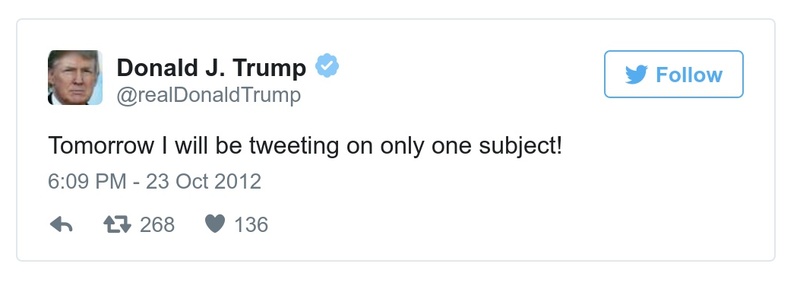 Donald J. Trump
@realDonaldTrump
Follow
Tomorrow I will be tweeting on only one subject!
6:09 PM - 23 Oct 2012
268 136